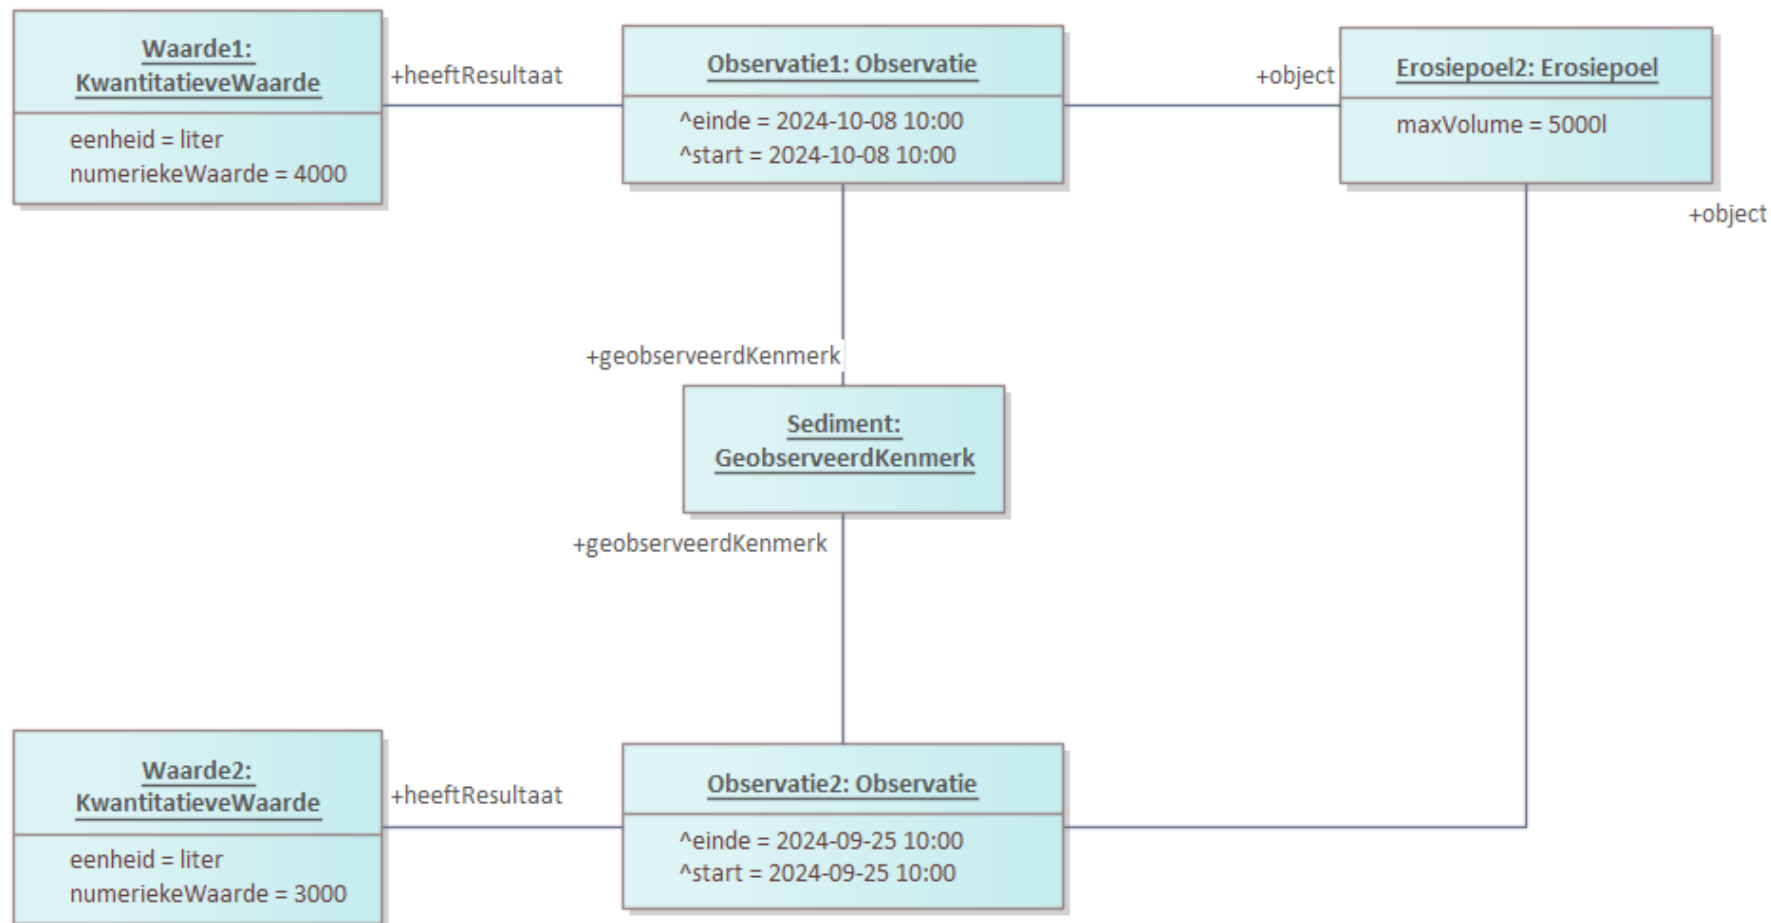 Waarde1:
KwantitatieveWaarde
eenheid = liter
numeriekeWaarde = 4000
+heeftResultaat
Observatie1: Observatie
^einde = 2024-10-08 10:00
^start = 2024-10-08 10:00
+object
Erosiepoel2: Erosiepoel
maxVolume = 5000l
+object
+geobserveerdKenmerk
Sediment:
GeobserveerdKenmerk
+geobserveerdKenmerk
Waarde2:
KwantitatieveWaarde
eenheid = liter
numeriekeWaarde = 3000
+heeftResultaat
Observatie2: Observatie
^einde = 2024-09-25 10:00
^start = 2024-09-25 10:00